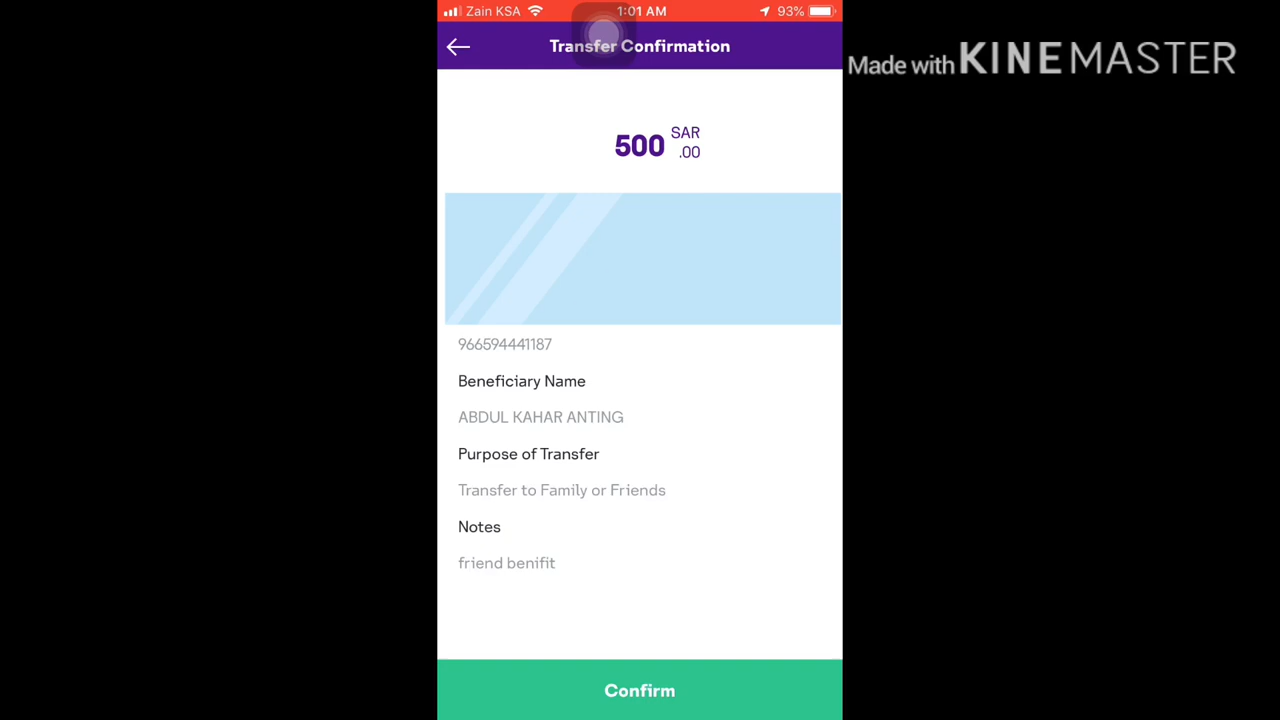 Zain KSA 1:01 AM 93%
Transfer Confirmation
Made with KINEMASTER
500 SAR .00
966594441187
Beneficiary Name
ABDUL KAHAR ANTING
Purpose of Transfer
Transfer to Family or Friends
Notes
friend benifit
Confirm